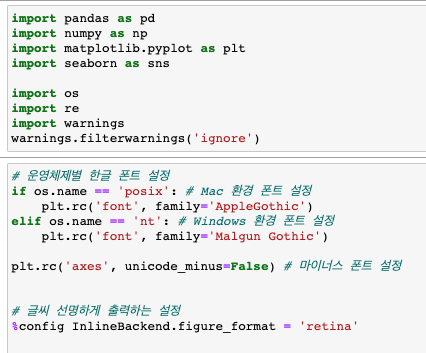 import pandas as pd
import numpy as np
import matplotlib.pyplot as plt
import seaborn as sns
import os
import re
import warnings
warnings.filterwarnings('ignore')
# 운영체제별 한글 폰트 설정
if os.name == 'posix': # Mac 환경 폰트 설정
    plt.rc('font', family='AppleGothic')
elif os.name == 'nt': # Windows 환경 폰트 설정
    plt.rc('font', family='Malgun Gothic')
plt.rc('axes', unicode_minus=False) # 마이너스 폰트 설정
# 글씨 선명하게 출력하는 설정
%config InlineBackend.figure_format = 'retina'